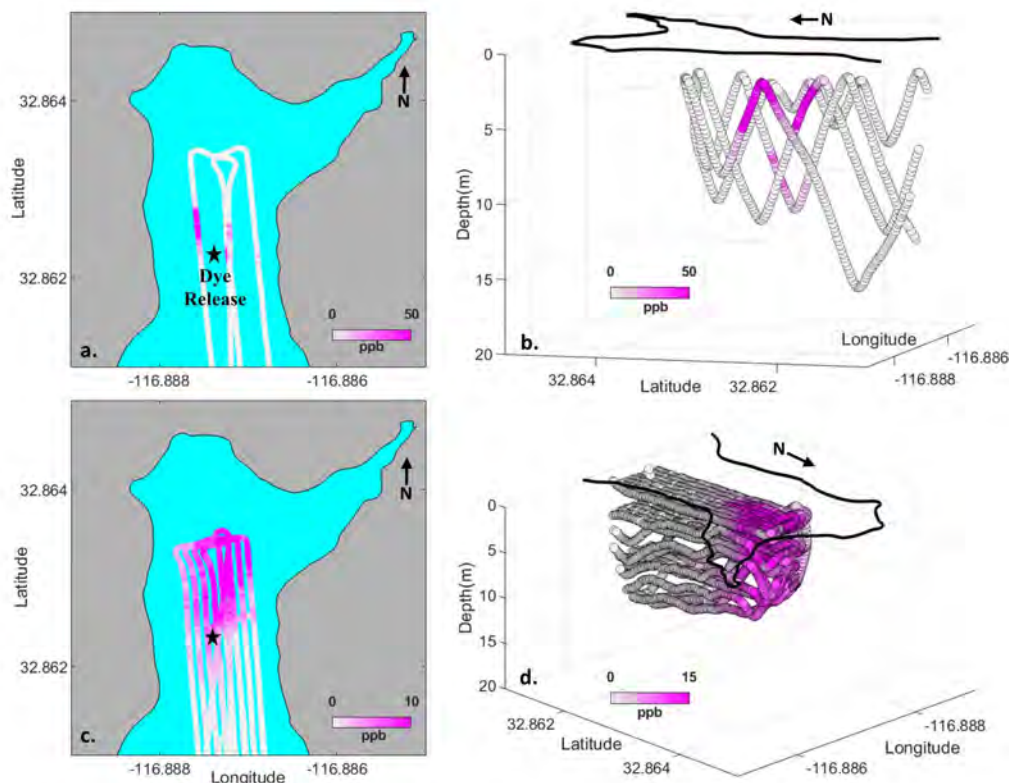 N
32.864
Latitude
Dye
Release
32.862
0 50
ppb
a.
-116.888 -116.886
N
0
5
Depth(m)
10
15
20
0 50
ppb
b.
Longitude
-116.886
-116.888
32.864 32.862
Latitude
N
32.864
Latitude
32.862
0 10
ppb
c.
-116.888 -116.886
Longitude
N
0
5
Depth(m)
10
15
20
0 15
ppb
d.
32.862
Latitude
32.864
-116.888
Longitude
-116.886